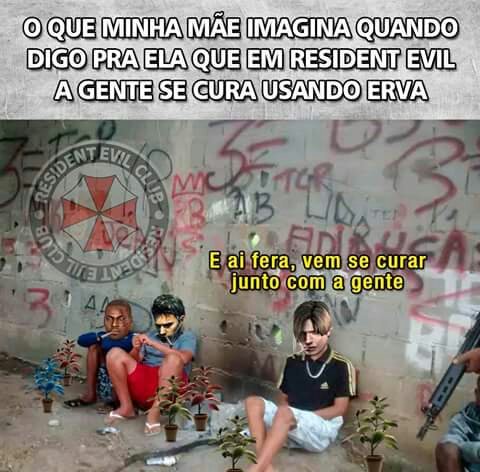 O QUE MINHA MÃE IMAGINA QUANDO
DIGO PRA ELA QUE EM RESIDENT EVIL
A GENTE SE CURA USANDO ERVA
RESIDENT EVIL CLUB
RESIDENT EVIL CLUB
E ai fera, vem se curar
junto com a gente